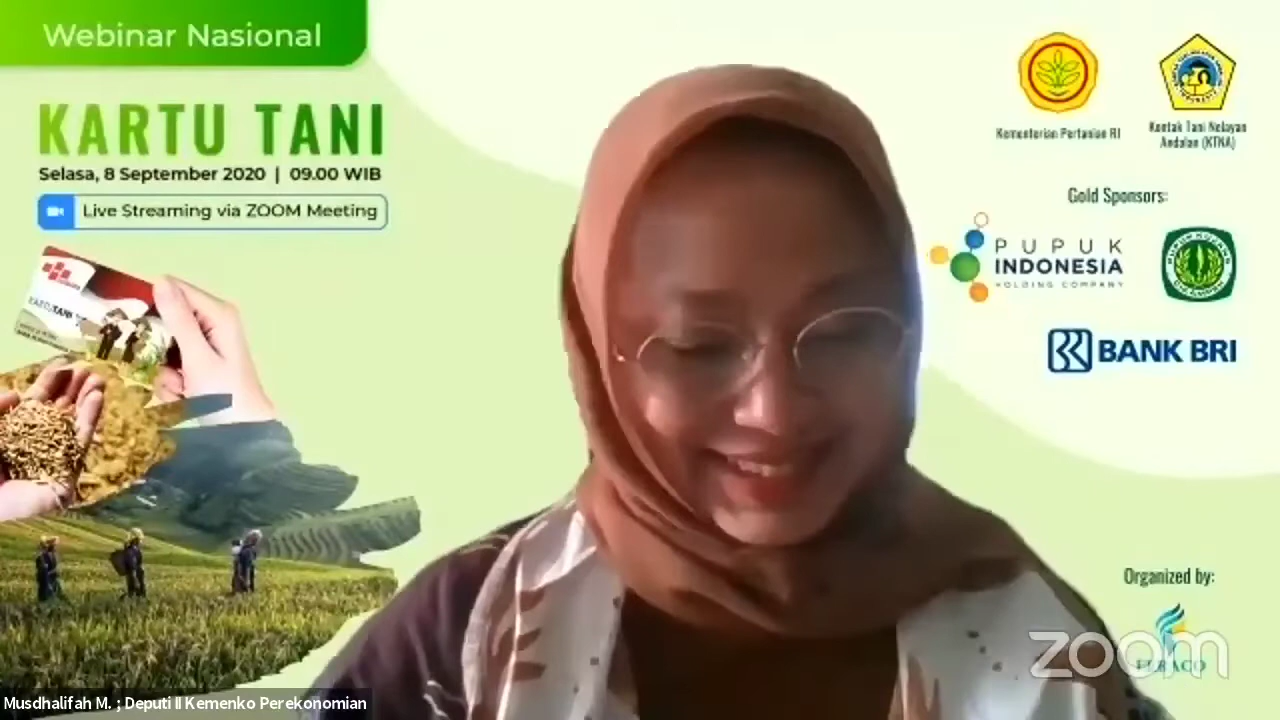 Webinar Nasional
KARTU TANI
Selasa, 8 September 2020 | 09.00 WIB
Live Streaming via ZOOM Meeting
Kementerian Pertanian RI
Kontak Tani Nelayan
Andalan (KTNA)
Gold Sponsors:
PUPUK
INDONESIA
HOLDING COMPANY
BANK BRI
Organized by:
zoom
Musdhalifah M. ; Deputi II Kemenko Perekonomian